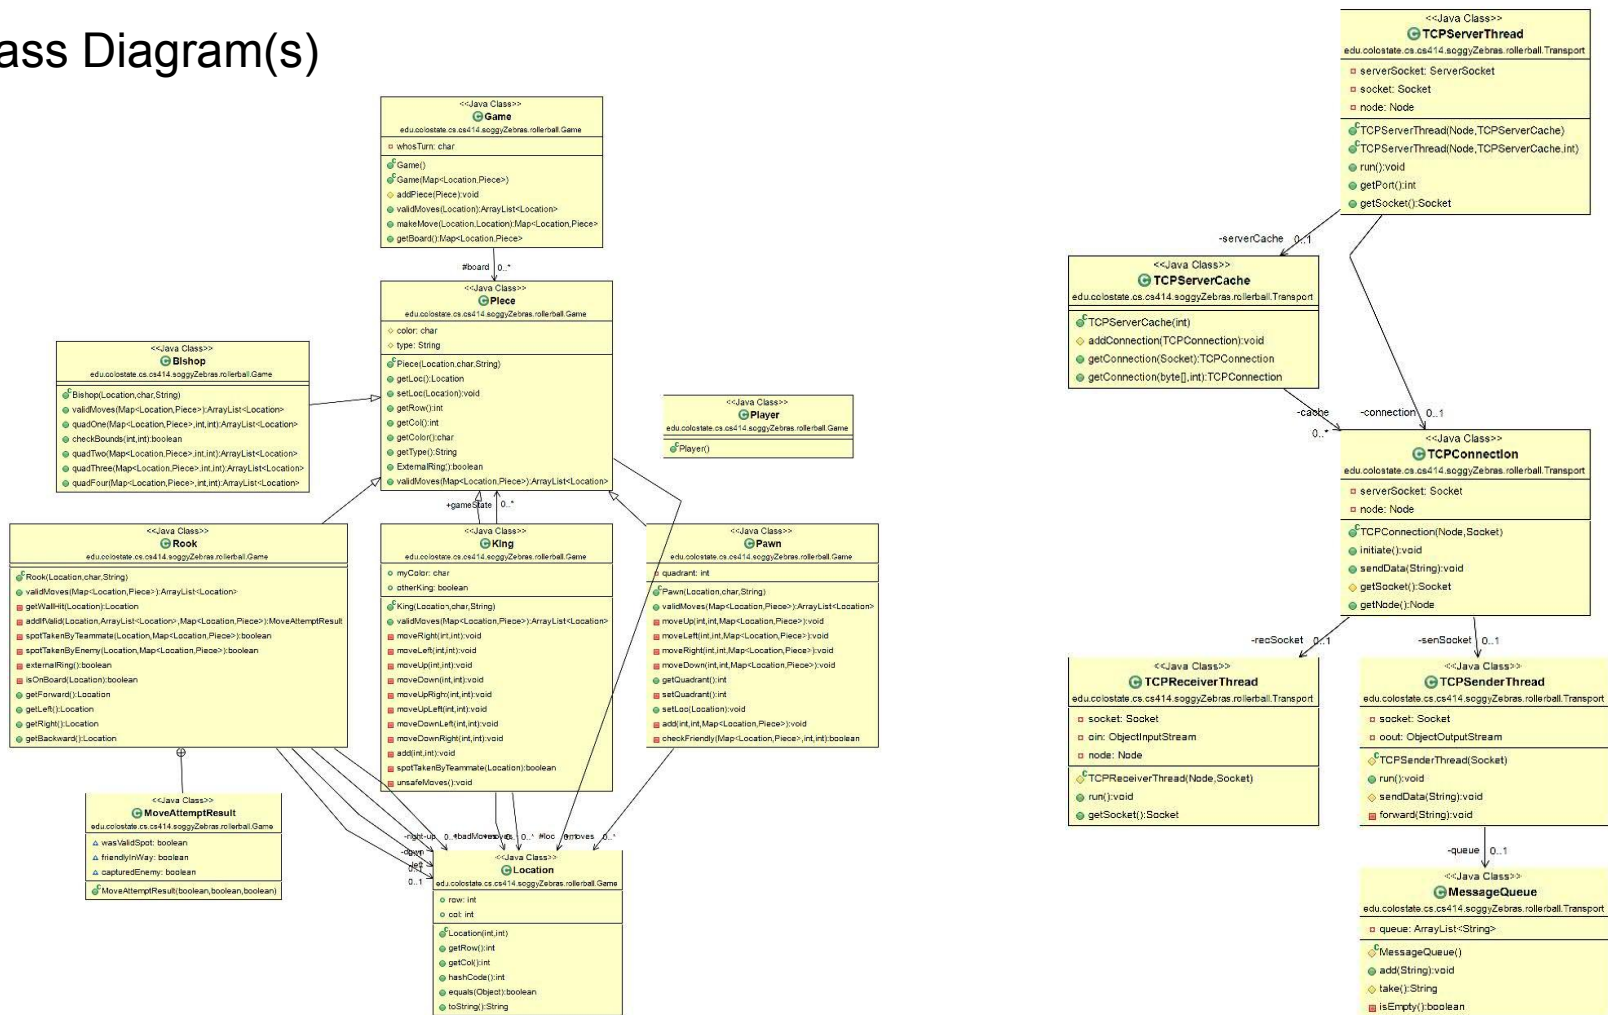 ass Diagram(s)
<<Java Class>>
Game
edu.colostate.cs.cs414.soggyZebras.rollerball.Game
whosTurn: char
Game()
Game(Map<Location,Piece>)
addPiece(Piece):void
validMoves(Location):ArrayList<Location>
makeMove(Location,Location):Map<Location,Piece>
getBoard():Map<Location,Piece>
#board 0..*
<<Java Class>>
Piece
edu.colostate.cs.cs414.soggyZebras.rollerball.Game
color: char
type: String
Piece(Location,char,String)
getLoc():Location
setLoc(Location):void
getRow():int
getCol():int
getColor():char
getType():String
ExternalRing():boolean
validMoves(Map<Location,Piece>):ArrayList<Location>
<<Java Class>>
Bishop
edu.colostate.cs.cs414.soggyZebras.rollerball.Game
Bishop(Location,char,String)
validMoves(Map<Location,Piece>):ArrayList<Location>
quadOne(Map<Location,Piece>,int,int):ArrayList<Location>
checkBounds(int,int):boolean
quadTwo(Map<Location,Piece>,int,int):ArrayList<Location>
quadThree(Map<Location,Piece>,int,int):ArrayList<Location>
quadFour(Map<Location,Piece>,int,int):ArrayList<Location>
<<Java Class>>
Player
edu.colostate.cs.cs414.soggyZebras.rollerball.Game
Player()
+gameState 0..*
<<Java Class>>
Rook
edu.colostate.cs.cs414.soggyZebras.rollerball.Game
Rook(Location,char,String)
validMoves(Map<Location,Piece>):ArrayList<Location>
getWallHit(Location):Location
addIfValid(Location,ArrayList<Location>,Map<Location,Piece>):MoveAttemptResult
spotTakenByTeammate(Location,Map<Location,Piece>):boolean
spotTakenByEnemy(Location,Map<Location,Piece>):boolean
externalRing():boolean
isOnBoard(Location):boolean
getForward():Location
getLeft():Location
getRight():Location
getBackward():Location
<<Java Class>>
King
edu.colostate.cs.cs414.soggyZebras.rollerball.Game
myColor: char
otherKing: boolean
King(Location,char,String)
validMoves(Map<Location,Piece>):ArrayList<Location>
moveRight(int,int):void
moveLeft(int,int):void
moveUp(int,int):void
moveDown(int,int):void
moveUpRigh(int,int):void
moveUpLeft(int,int):void
moveDownLeft(int,int):void
moveDownRight(int,int):void
add(int,int):void
spotTakenByTeammate(Location):boolean
unsafeMoves():void
<<Java Class>>
Pawn
edu.colostate.cs.cs414.soggyZebras.rollerball.Game
quadrant: int
Pawn(Location,char,String)
validMoves(Map<Location,Piece>):ArrayList<Location>
moveUp(int,int,Map<Location,Piece>):void
moveLeft(int,int,Map<Location,Piece>):void
moveRight(int,int,Map<Location,Piece>):void
moveDown(int,int,Map<Location,Piece>):void
getQuadrant():int
setQuadrant():int
setLoc(Location):void
add(int,int,Map<Location,Piece>):void
checkFriendly(Map<Location,Piece>,int,int):boolean
<<Java Class>>
MoveAttemptResult
edu.colostate.cs.cs414.soggyZebras.rollerball.Game
wasValidSpot: boolean
friendlyInWay: boolean
capturedEnemy: boolean
MoveAttemptResult(boolean,boolean,boolean)
#loc
0..*
0..1
<<Java Class>>
Location
edu.colostate.cs.cs414.soggyZebras.rollerball.Game
row: int
col: int
Location(int,int)
getRow():int
getCol():int
hashCode():int
equals(Object):boolean
toString():String
<<Java Class>>
TCPServerThread
edu.colostate.cs.cs414.soggyZebras.rollerball.Transport
serverSocket: ServerSocket
socket: Socket
node: Node
TCPServerThread(Node,TCPServerCache)
TCPServerThread(Node,TCPServerCache,int)
run():void
getPort():int
getSocket():Socket
-serverCache 0..1
<<Java Class>>
TCPServerCache
edu.colostate.cs.cs414.soggyZebras.rollerball.Transport
TCPServerCache(int)
addConnection(TCPConnection):void
getConnection(Socket):TCPConnection
getConnection(byte[],int):TCPConnection
-cache
0..*
-connection 0..1
<<Java Class>>
TCPConnection
edu.colostate.cs.cs414.soggyZebras.rollerball.Transport
serverSocket: Socket
node: Node
TCPConnection(Node,Socket)
initiate():void
sendData(String):void
getSocket():Socket
getNode():Node
-recSocket 0..1
-senSocket 0..1
<<Java Class>>
TCPReceiverThread
edu.colostate.cs.cs414.soggyZebras.rollerball.Transport
socket: Socket
oin: ObjectInputStream
node: Node
TCPReceiverThread(Node,Socket)
run():void
getSocket():Socket
<<Java Class>>
TCPSenderThread
edu.colostate.cs.cs414.soggyZebras.rollerball.Transport
socket: Socket
oout: ObjectOutputStream
TCPSenderThread(Socket)
run():void
sendData(String):void
forward(String):void
-queue 0..1
<<Java Class>>
MessageQueue
edu.colostate.cs.cs414.soggyZebras.rollerball.Transport
queue: ArrayList<String>
MessageQueue()
add(String):void
take():String
isEmpty():boolean